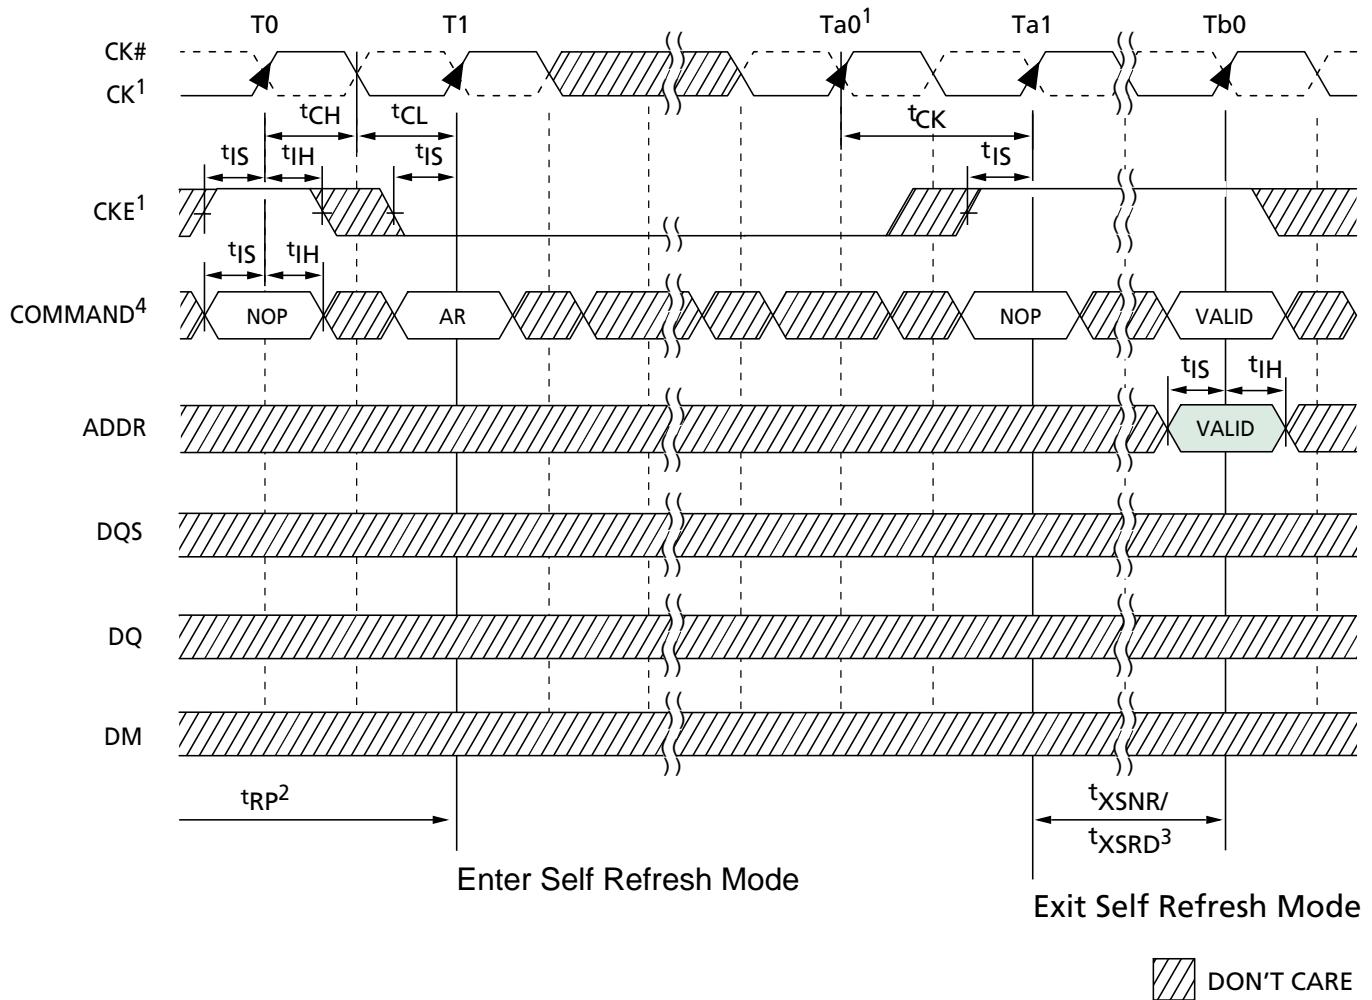 T0 T1 Ta0¹ Ta1 Tb0
CK#
CK¹
tCH tCL tCK
tIS tIH tIS tIS
CKE¹
tIS tIH
COMMAND⁴ NOP AR NOP VALID
tIS tIH
ADDR VALID
DQS
DQ
DM
tRP² tXSNR/
tXSRD³
Enter Self Refresh Mode
Exit Self Refresh Mode
DON'T CARE